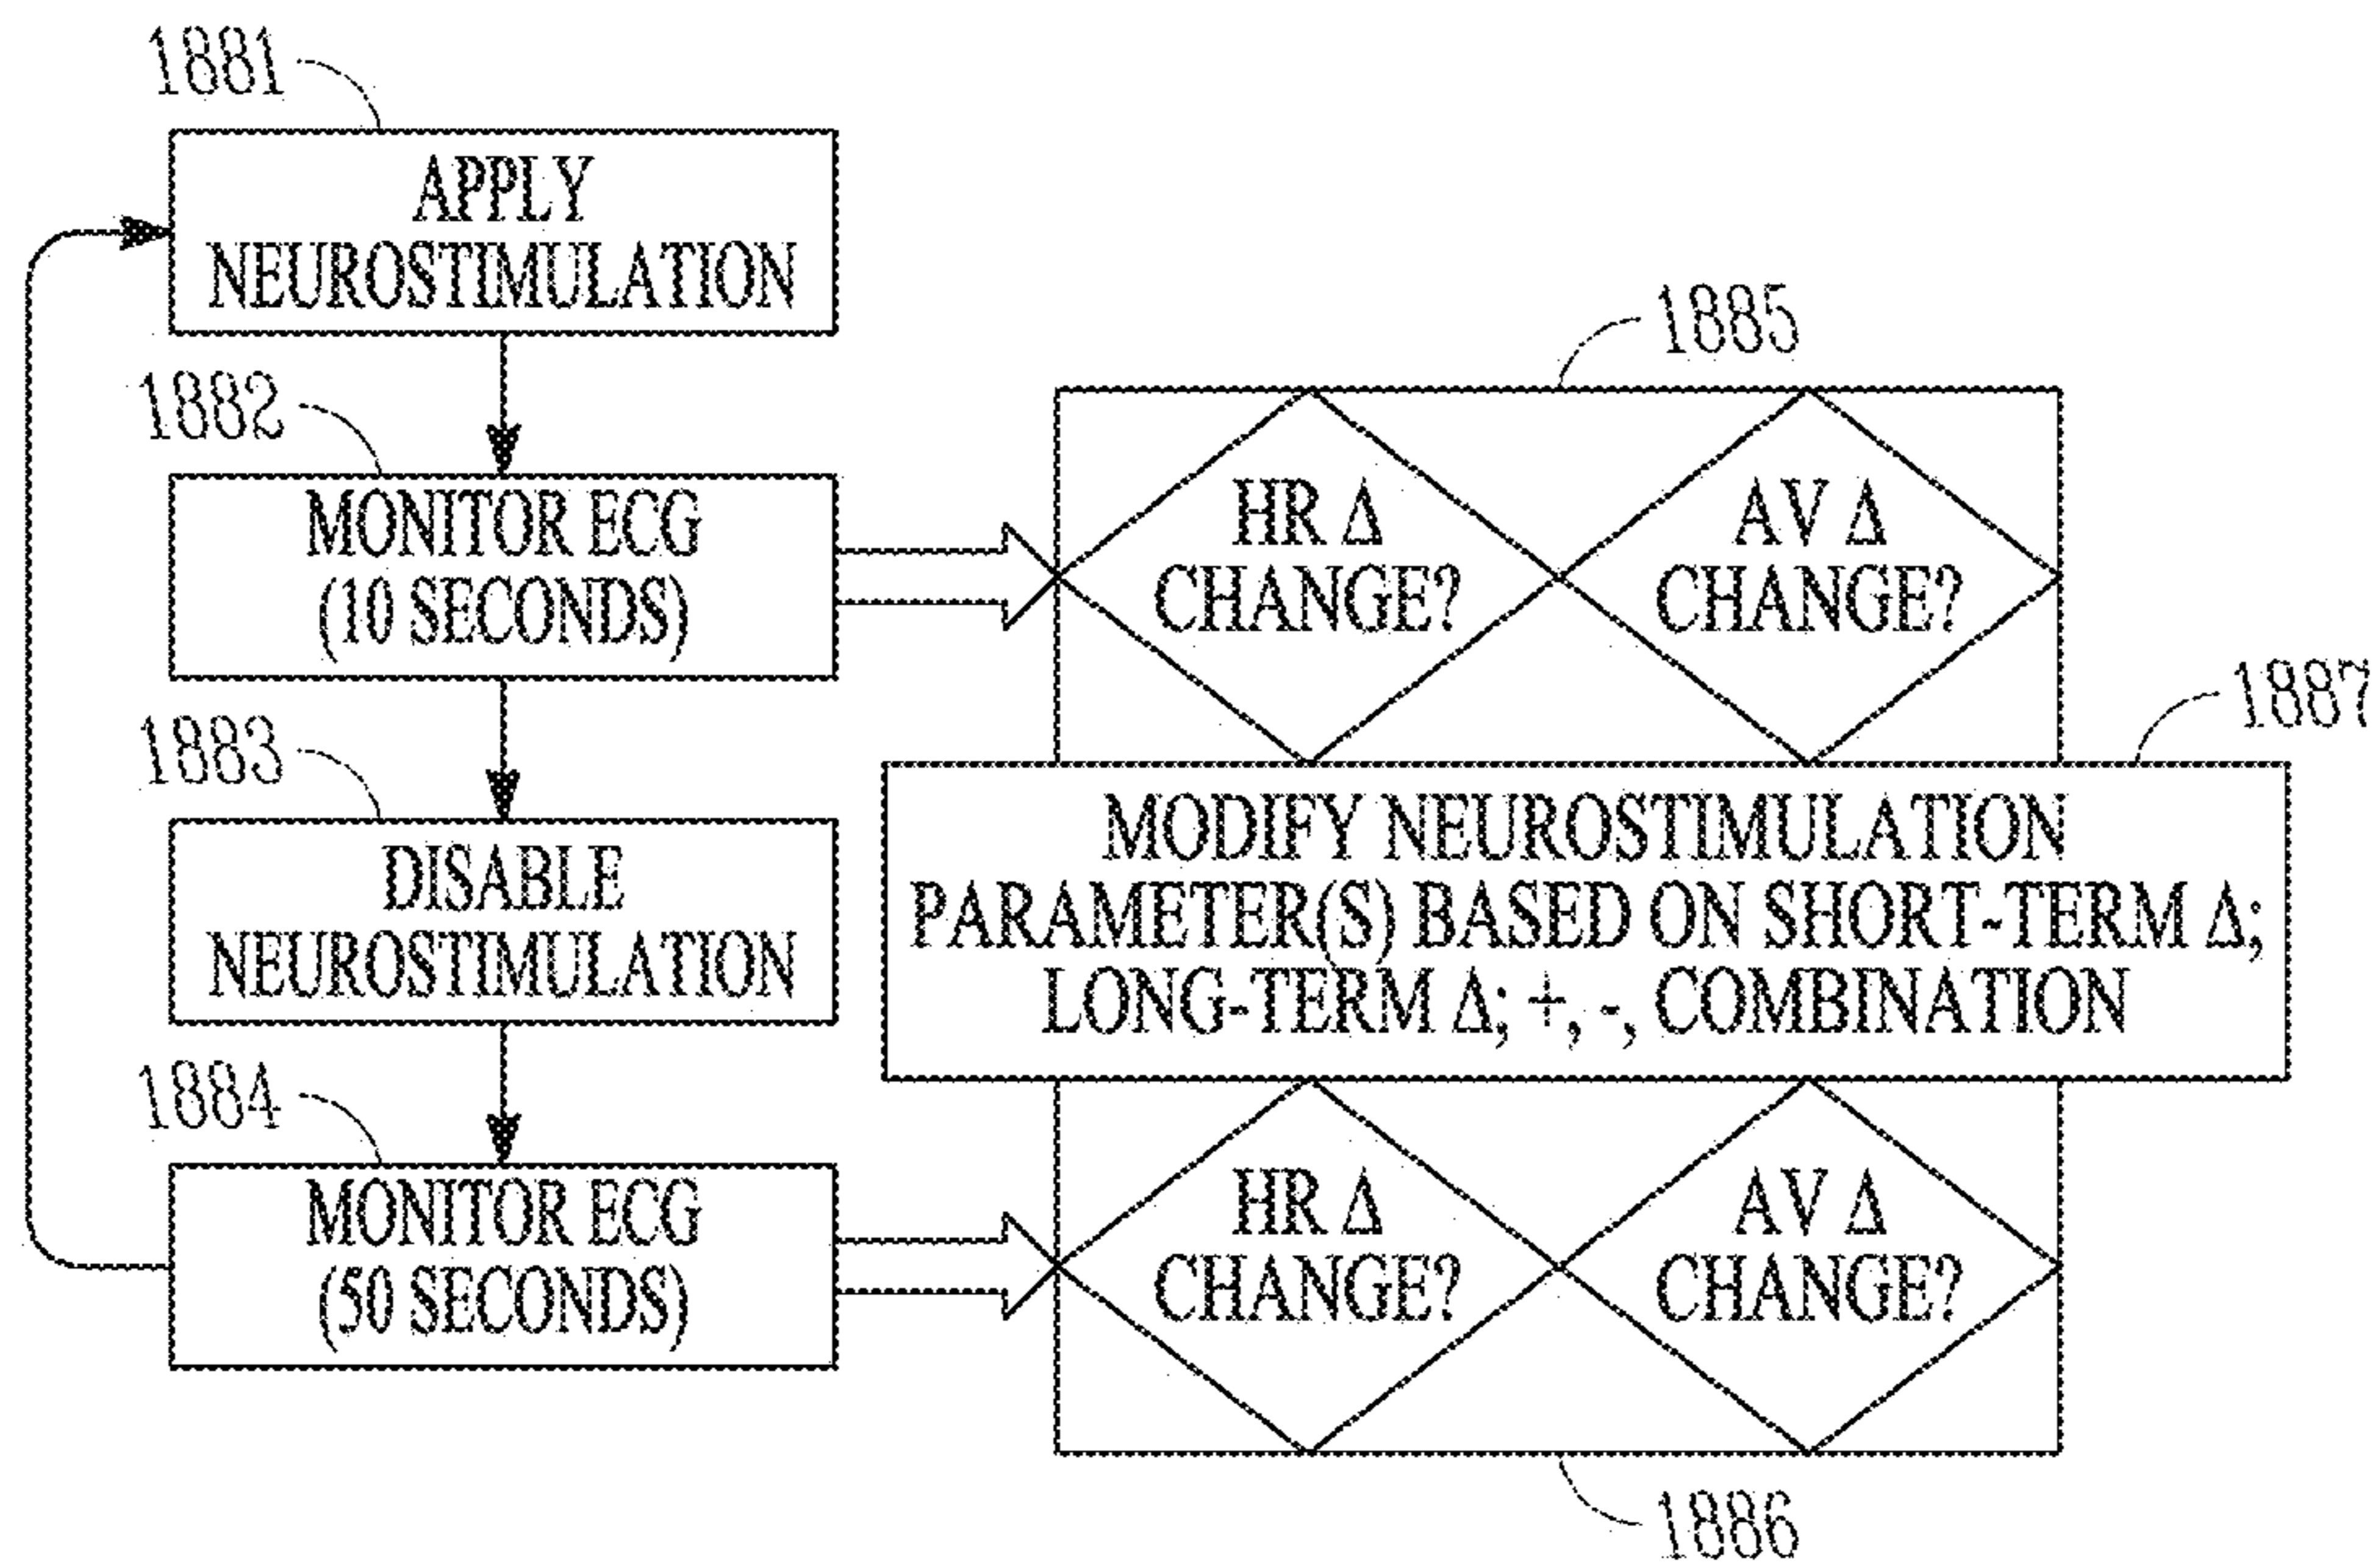 1881
APPLY
NEUROSTIMULATION
1882
MONITOR ECG
(10 SECONDS)
1883
DISABLE
NEUROSTIMULATION
1884
MONITOR ECG
(50 SECONDS)
1885
HR Δ
CHANGE?
AV Δ
CHANGE?
1887
MODIFY NEUROSTIMULATION
PARAMETER(S) BASED ON SHORT-TERM Δ;
LONG-TERM Δ; +, -, COMBINATION
HR Δ
CHANGE?
AV Δ
CHANGE?
1886